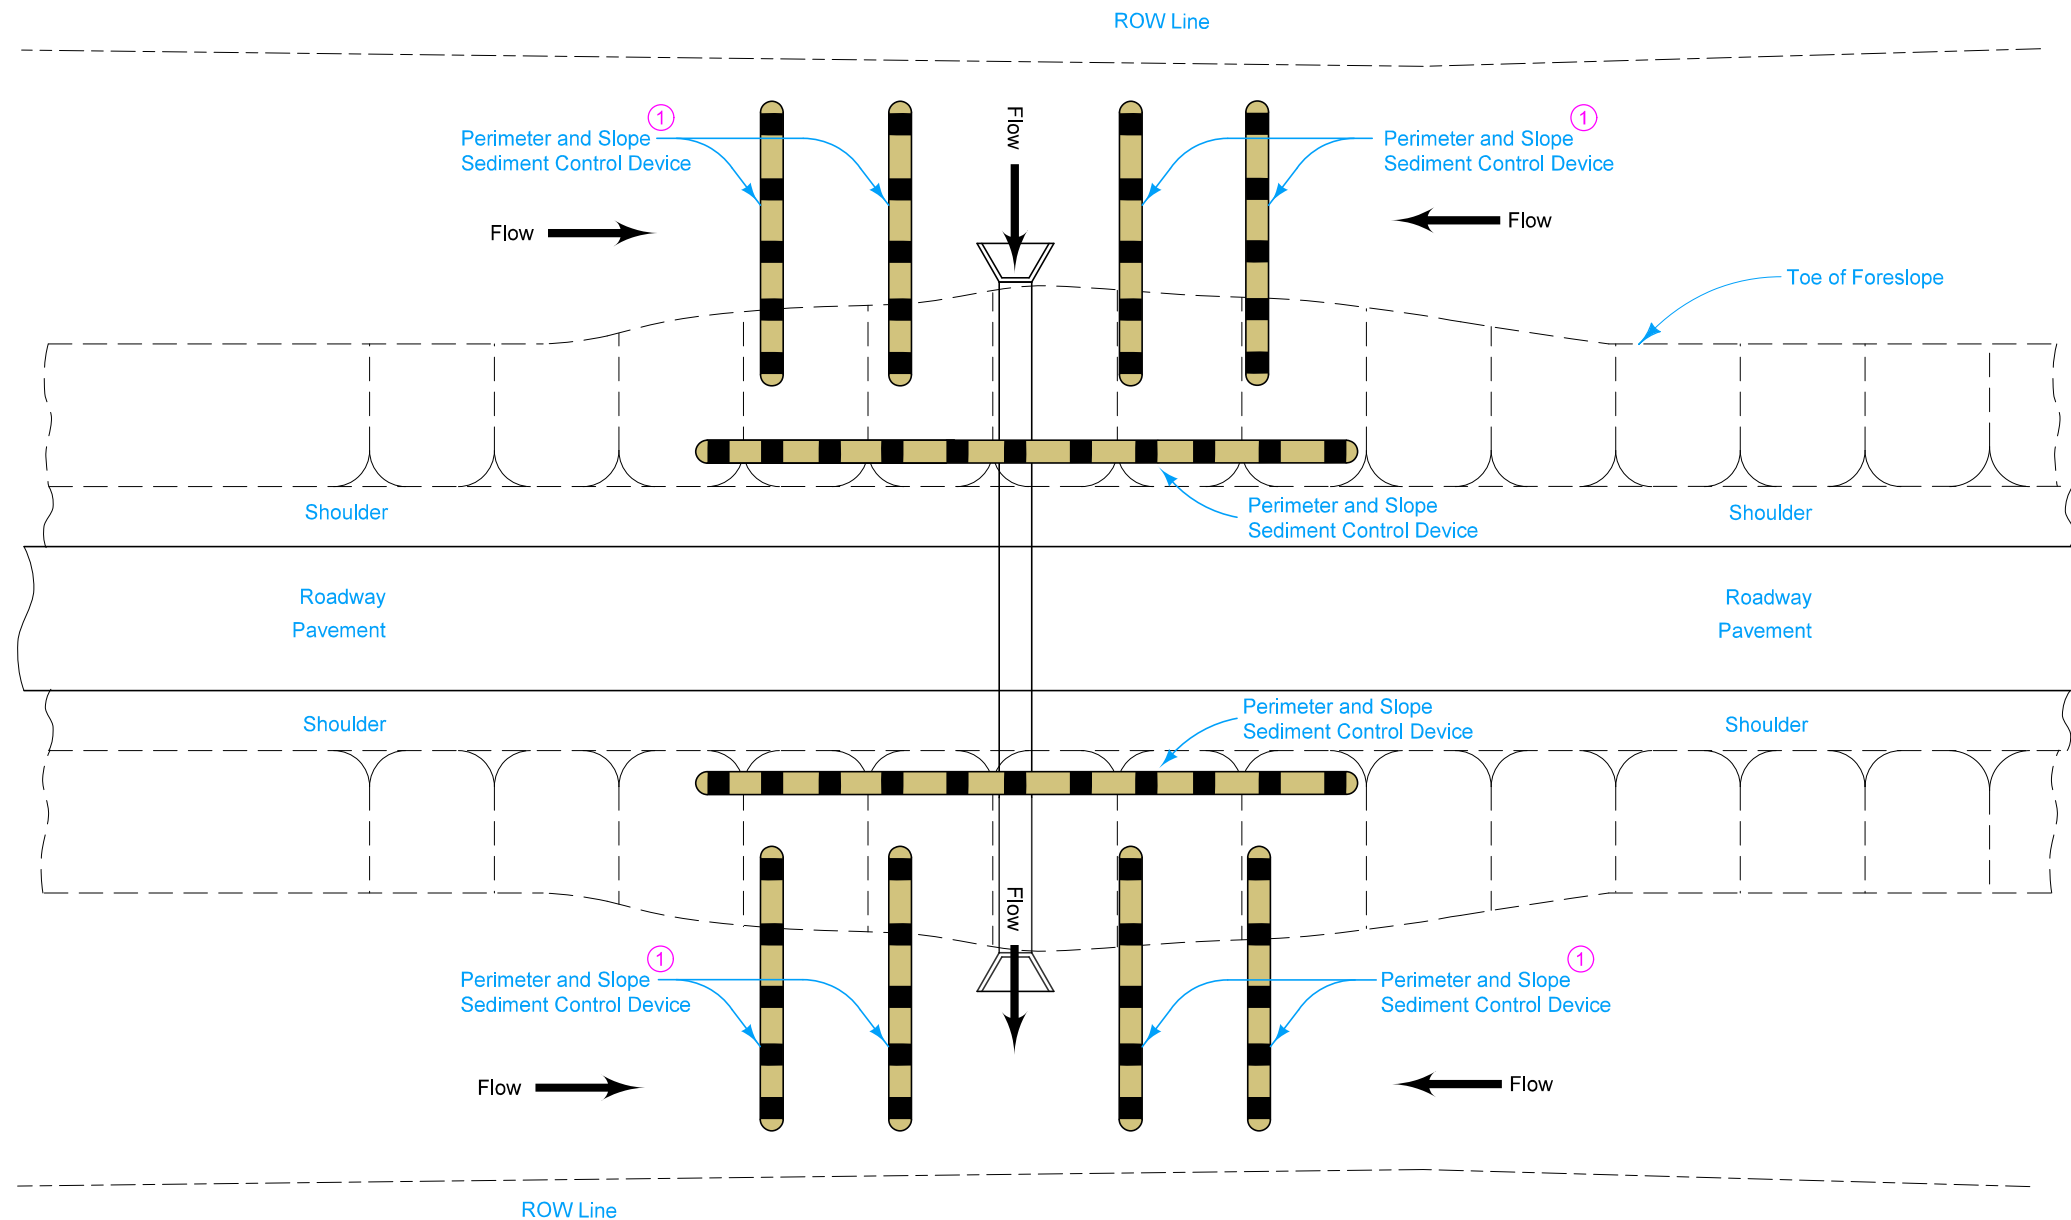 ROW Line
1
Perimeter and Slope
Sediment Control Device
Flow
1
Perimeter and Slope
Sediment Control Device
Flow
Flow
Toe of Foreslope
Perimeter and Slope
Sediment Control Device
Shoulder
Shoulder
Roadway
Pavement
Roadway
Pavement
Perimeter and Slope
Sediment Control Device
Shoulder
Shoulder
Flow
1
Perimeter and Slope
Sediment Control Device
1
Perimeter and Slope
Sediment Control Device
Flow
Flow
ROW Line